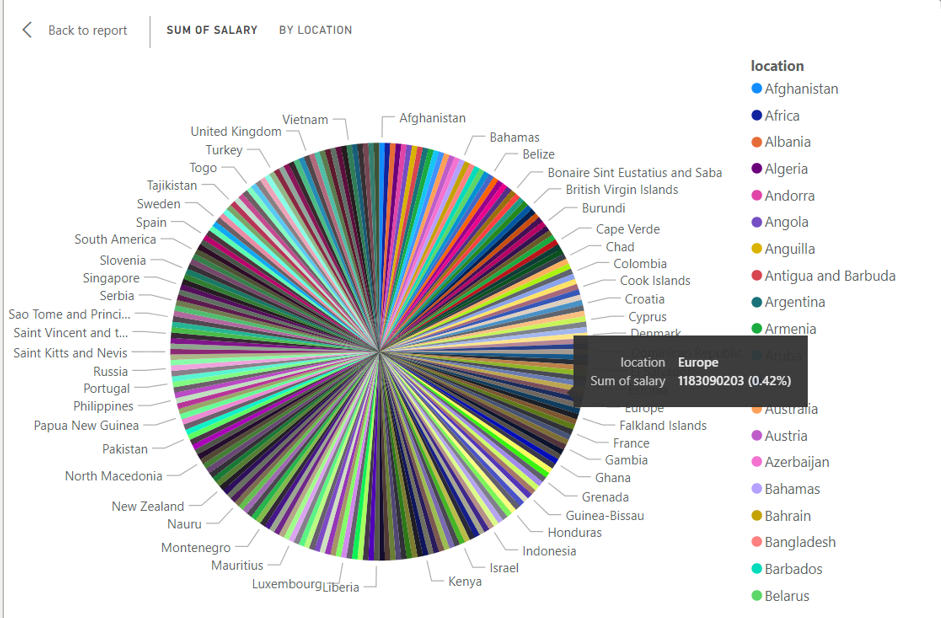 Back to report
SUM OF SALARY
BY LOCATION
location
Afghanistan
Africa
Albania
Algeria
Andorra
Angola
Anguilla
Antigua and Barbuda
Argentina
Armenia
Aruba
Australia
Austria
Azerbaijan
Bahamas
Bahrain
Bangladesh
Barbados
Belarus
Afghanistan
Bahamas
Belize
Bonaire Sint Eustatius and Saba
British Virgin Islands
Burundi
Cape Verde
Chad
Colombia
Cook Islands
Croatia
Cyprus
Denmark
location Europe
Sum of salary 1183090203 (0.42%)
Europe
Falkland Islands
France
Gambia
Ghana
Grenada
Guinea-Bissau
Honduras
Indonesia
Israel
Kenya
Liberia
Luxembourg
Mauritius
Montenegro
Nauru
New Zealand
North Macedonia
Pakistan
Papua New Guinea
Philippines
Portugal
Russia
Saint Kitts and Nevis
Saint Vincent and t...
Sao Tome and Princi...
Serbia
Singapore
Slovenia
South America
Spain
Sweden
Tajikistan
Togo
Turkey
United Kingdom
Vietnam